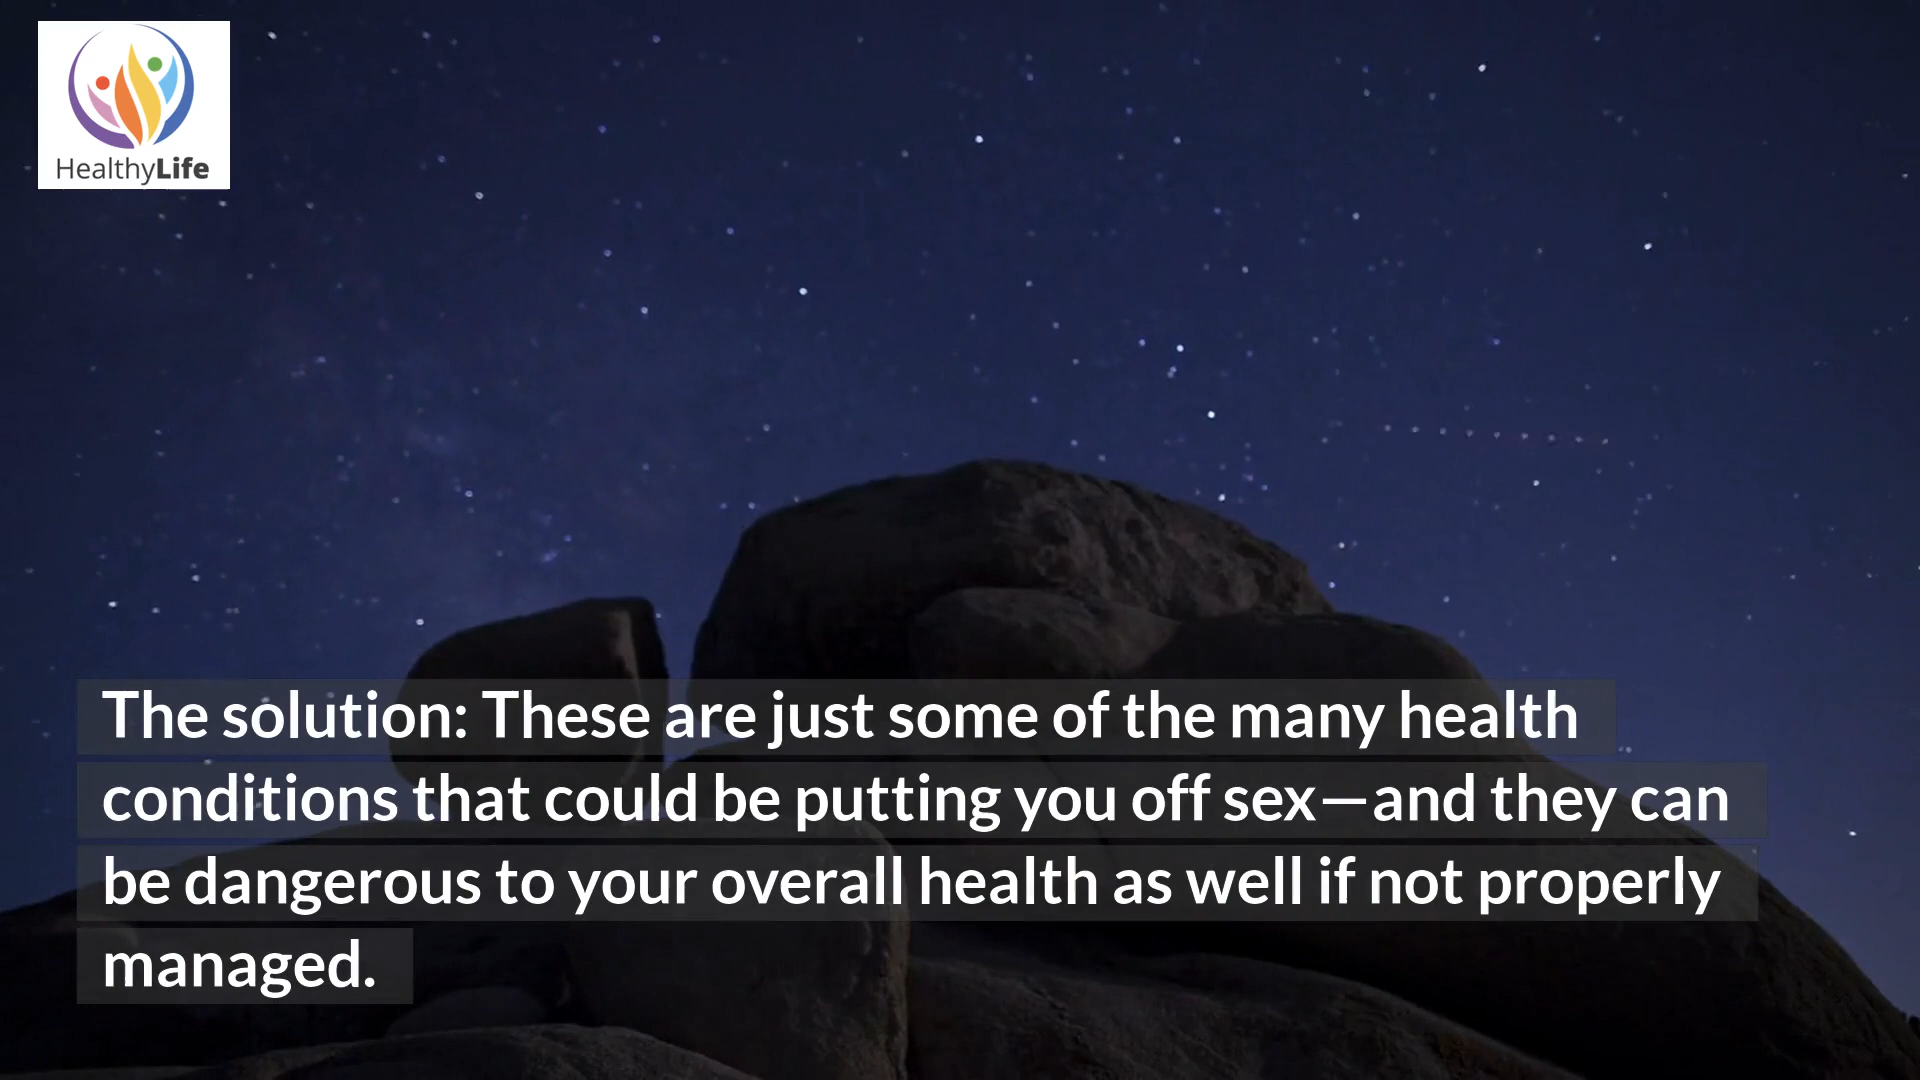 HealthyLife
The solution: These are just some of the many health
conditions that could be putting you off sex—and they can
be dangerous to your overall health as well if not properly
managed.